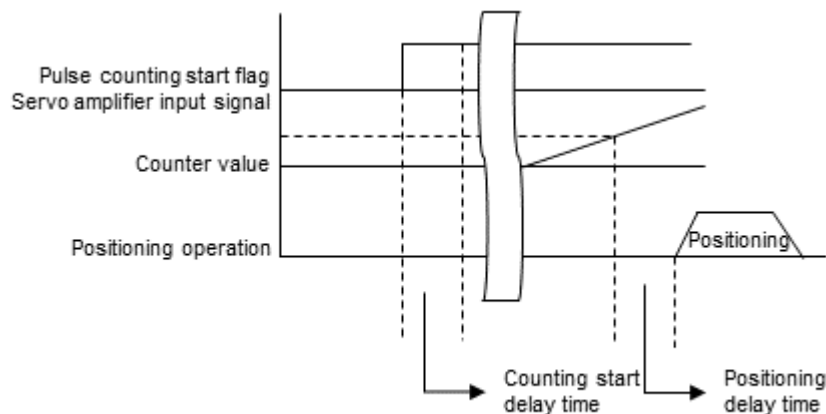 Pulse counting start flag
Servo amplifier input signal
Counter value
Positioning operation
Positioning
Counting start
delay time
Positioning
delay time